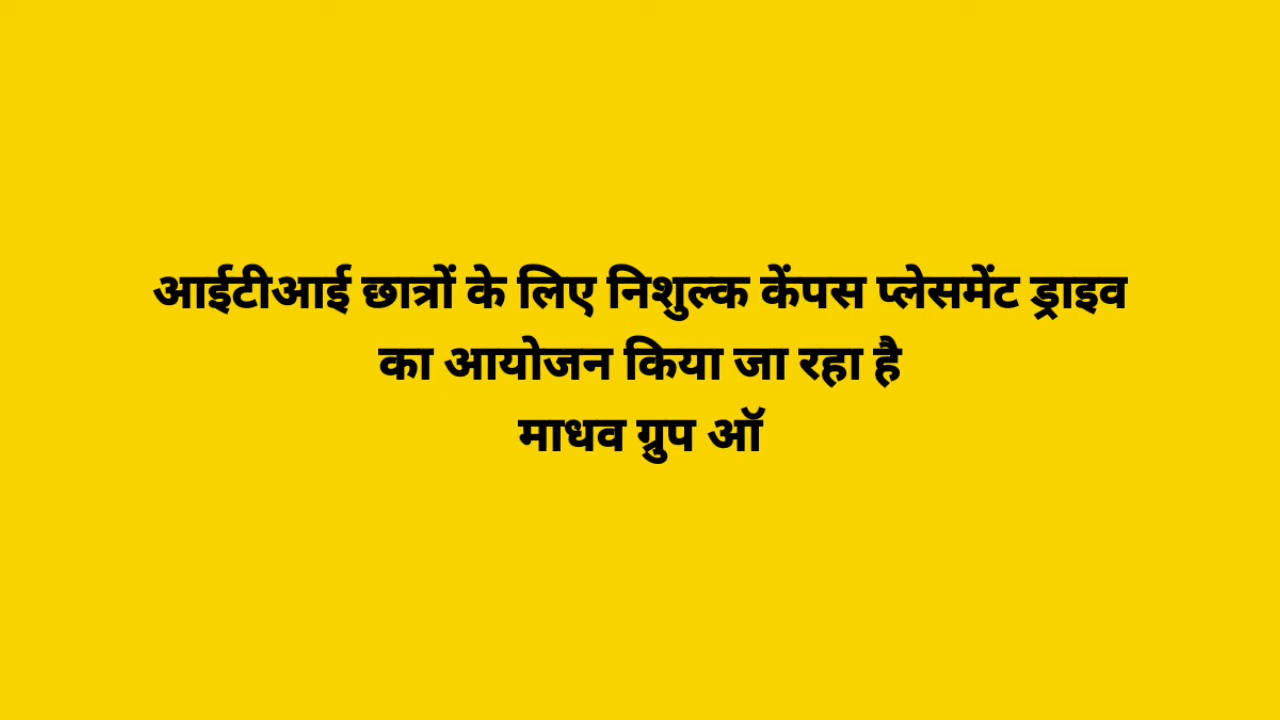 आईटीआई छात्रों के लिए निशुल्क केंपस प्लेसमेंट ड्राइव
का आयोजन किया जा रहा है
माधव ग्रुप ऑ